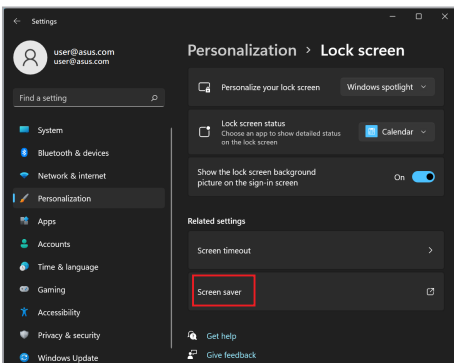 Settings
user@asus.com
user@asus.com
Find a setting
System
Bluetooth & devices
Network & internet
Personalization
Apps
Accounts
Time & language
Gaming
Accessibility
Privacy & security
Windows Update
Personalization > Lock screen
Personalize your lock screen
Windows spotlight
Lock screen status
Choose an app to show detailed status
on the lock screen
Calendar
Show the lock screen background
picture on the sign-in screen
On
Related settings
Screen timeout
Screen saver
Get help
Give feedback